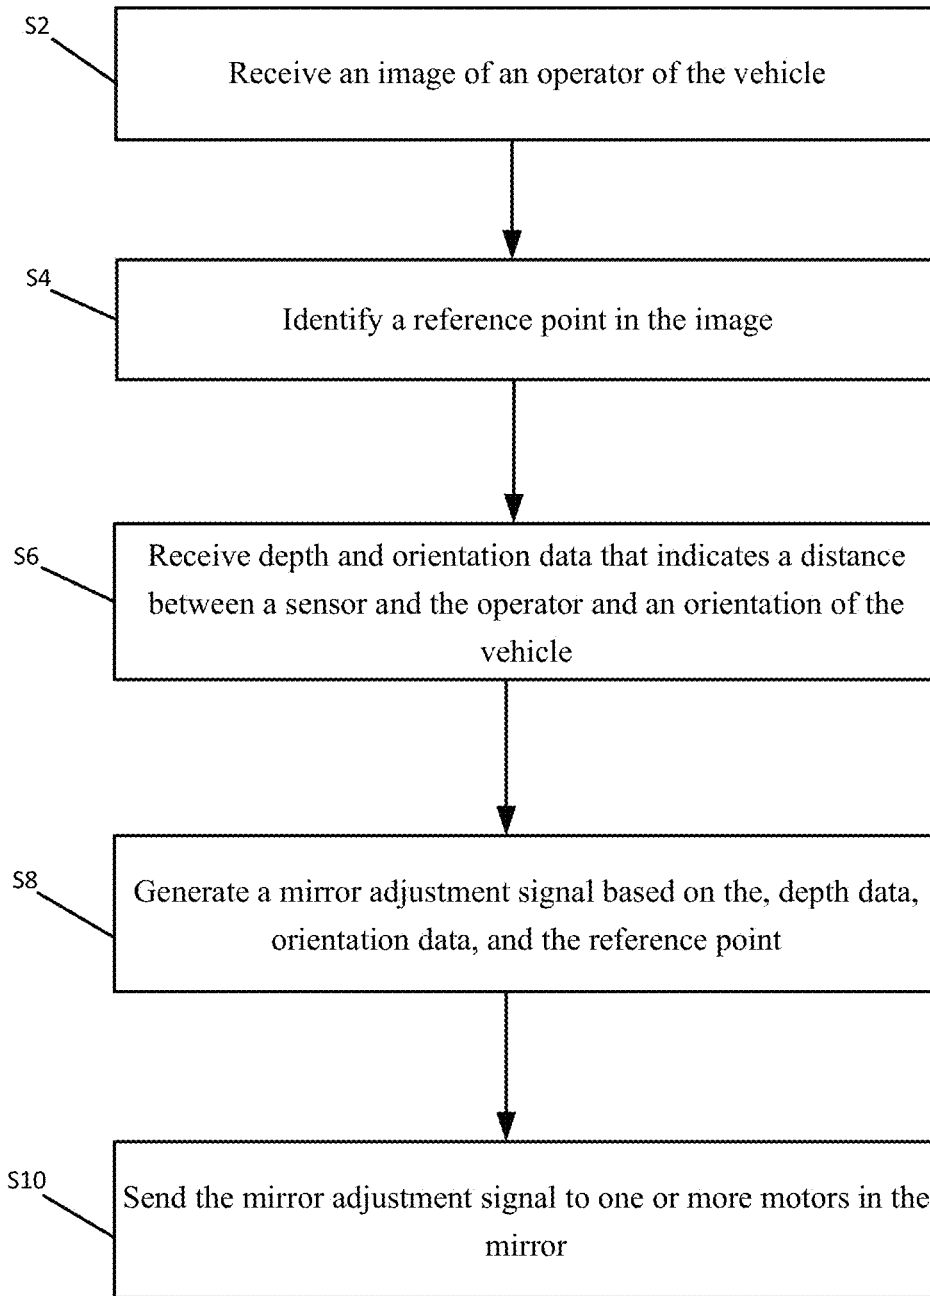 S2
Receive an image of an operator of the vehicle
S4
Identify a reference point in the image
S6
Receive depth and orientation data that indicates a distance
between a sensor and the operator and an orientation of the
vehicle
S8
Generate a mirror adjustment signal based on the, depth data,
orientation data, and the reference point
S10
Send the mirror adjustment signal to one or more motors in the
mirror